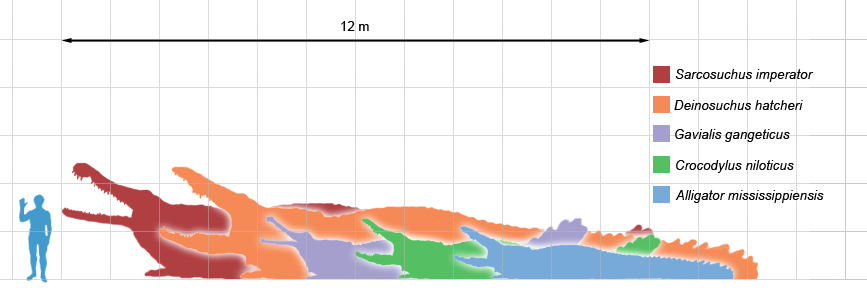 12 m
Sarcosuchus imperator
Deinosuchus hatcheri
Gavialis gangeticus
Crocodylus niloticus
Alligator mississippiensis